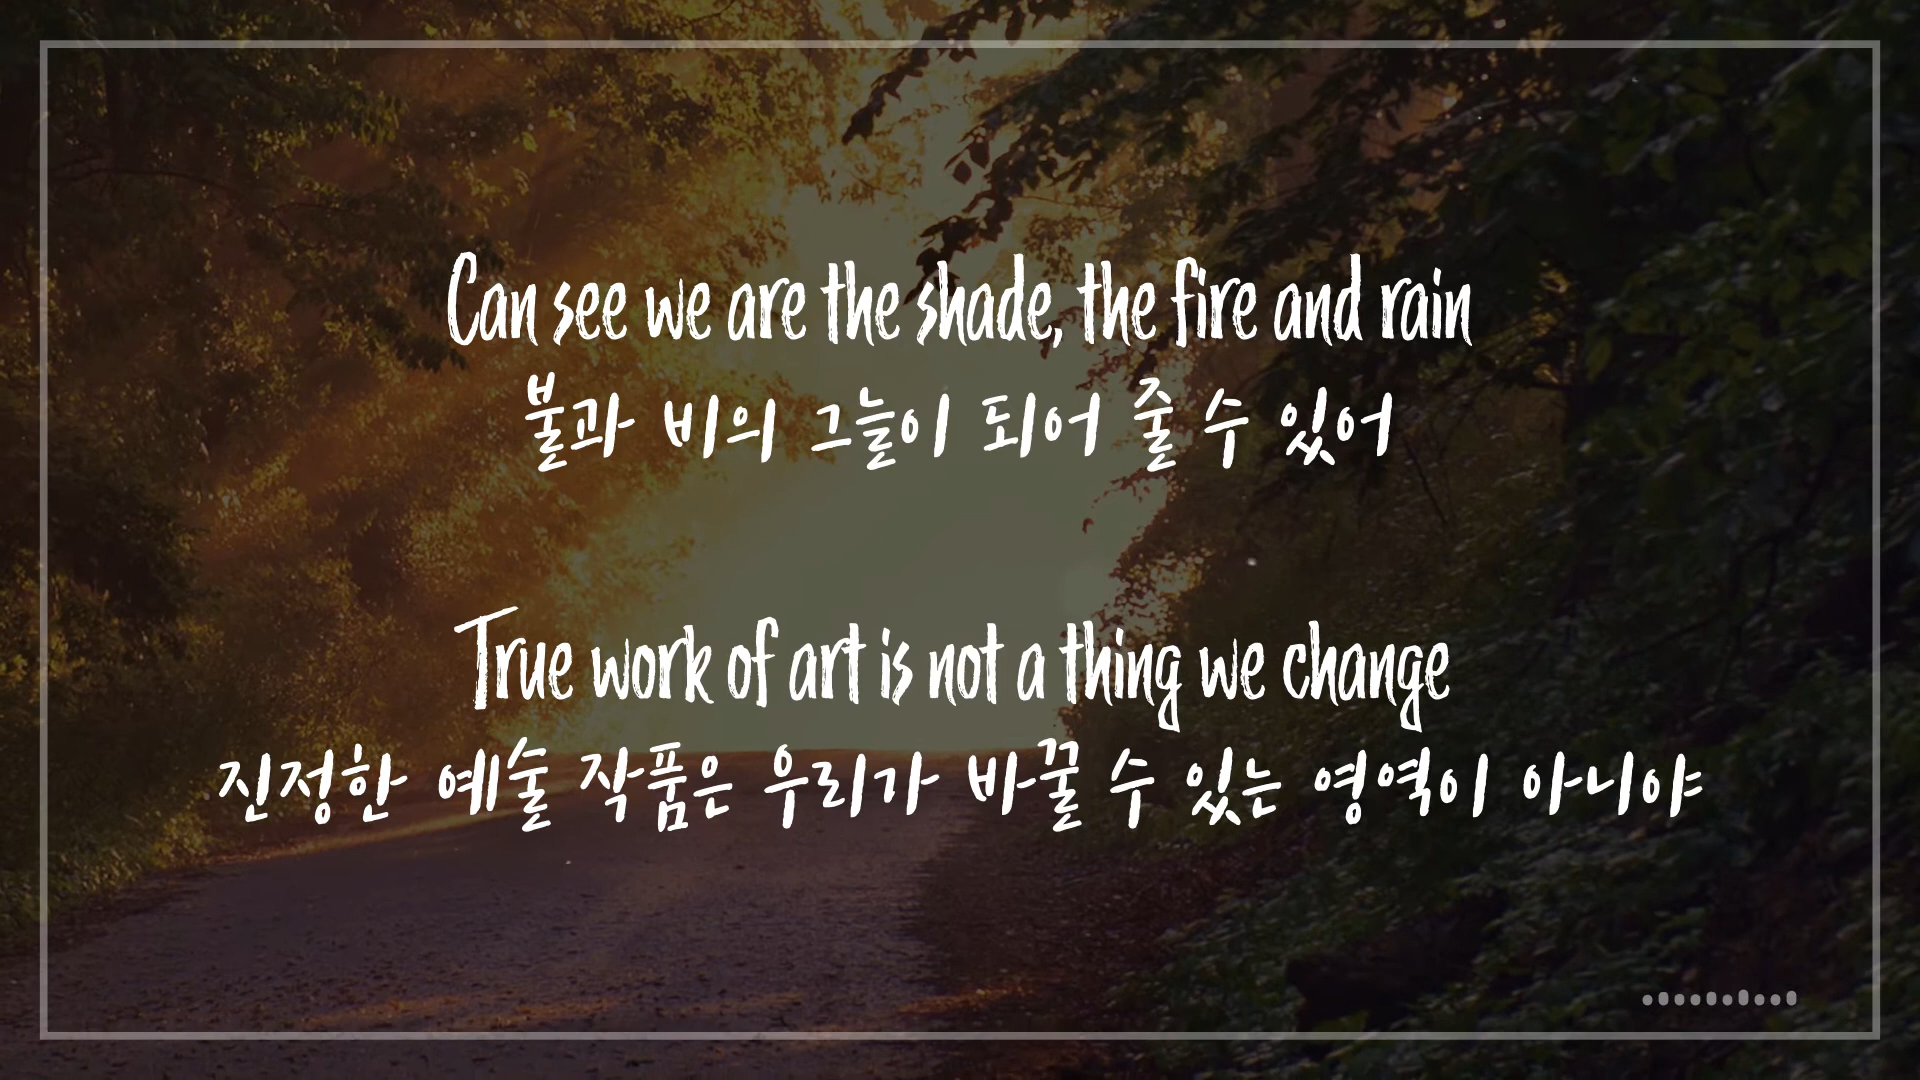 Can see we are the shade, the fire and rain
불과 비의 그늘이 되어 줄 수 있어
True work of art is not a thing we change
진정한 예술 작품은 우리가 바꿀 수 있는 영역이 아니야